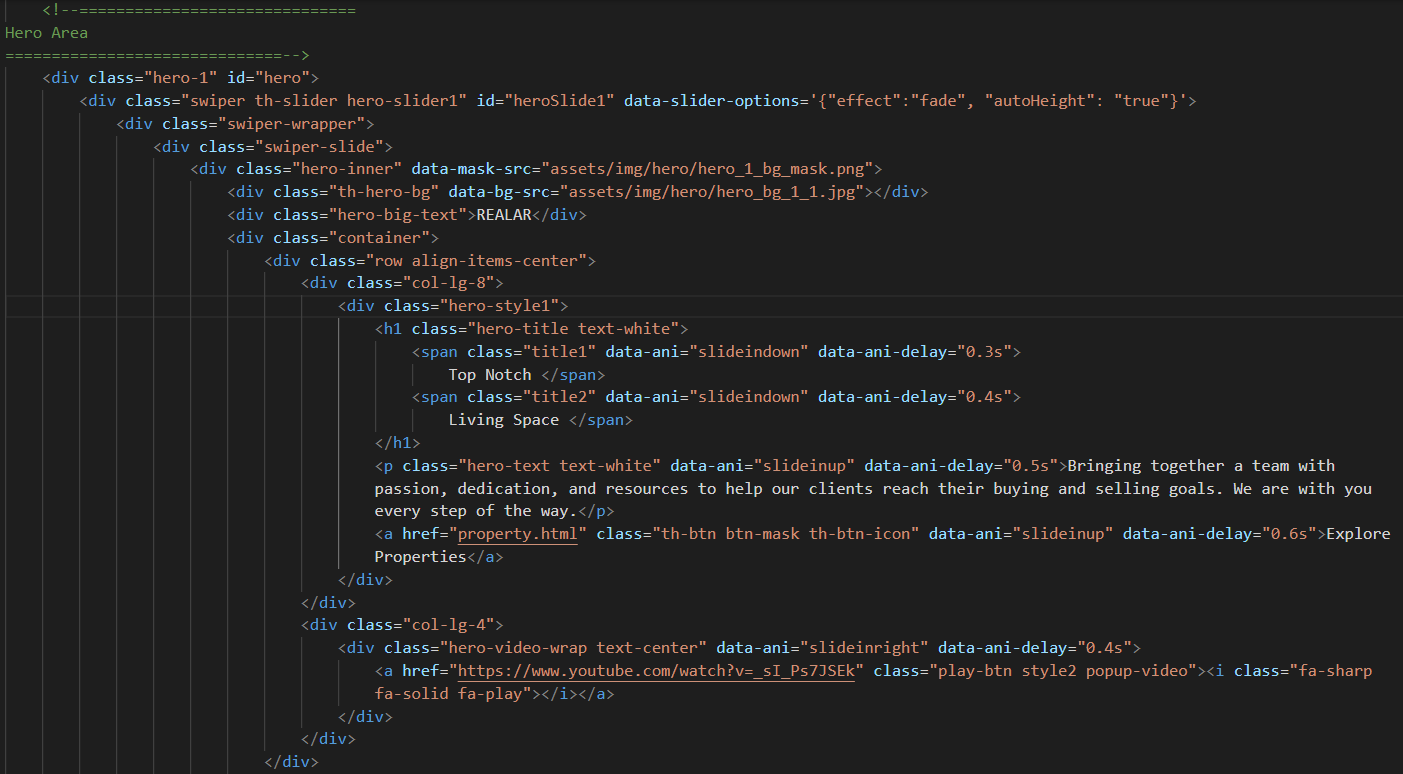 <!--==============================
Hero Area
==============================-->
<div class="hero-1" id="hero">
<div class="swiper th-slider hero-slider1" id="heroSlide1" data-slider-options='{"effect":"fade", "autoHeight": "true"}'>
<div class="swiper-wrapper">
<div class="swiper-slide">
<div class="hero-inner" data-mask-src="assets/img/hero/hero_1_bg_mask.png">
<div class="th-hero-bg" data-bg-src="assets/img/hero/hero_bg_1_1.jpg"></div>
<div class="hero-big-text">REALAR</div>
<div class="container">
<div class="row align-items-center">
<div class="col-lg-8">
<div class="hero-style1">
<h1 class="hero-title text-white">
<span class="title1" data-ani="slideindown" data-ani-delay="0.3s">
Top Notch </span>
<span class="title2" data-ani="slideindown" data-ani-delay="0.4s">
Living Space </span>
</h1>
<p class="hero-text text-white" data-ani="slideinup" data-ani-delay="0.5s">Bringing together a team with
passion, dedication, and resources to help our clients reach their buying and selling goals. We are with you
every step of the way.</p>
<a href="property.html" class="th-btn btn-mask th-btn-icon" data-ani="slideinup" data-ani-delay="0.6s">Explore
Properties</a>
</div>
</div>
<div class="col-lg-4">
<div class="hero-video-wrap text-center" data-ani="slideinright" data-ani-delay="0.4s">
<a href="https://www.youtube.com/watch?v=_sI_Ps7JSEk" class="play-btn style2 popup-video"><i class="fa-sharp
fa-solid fa-play"></i></a>
</div>
</div>
</div>